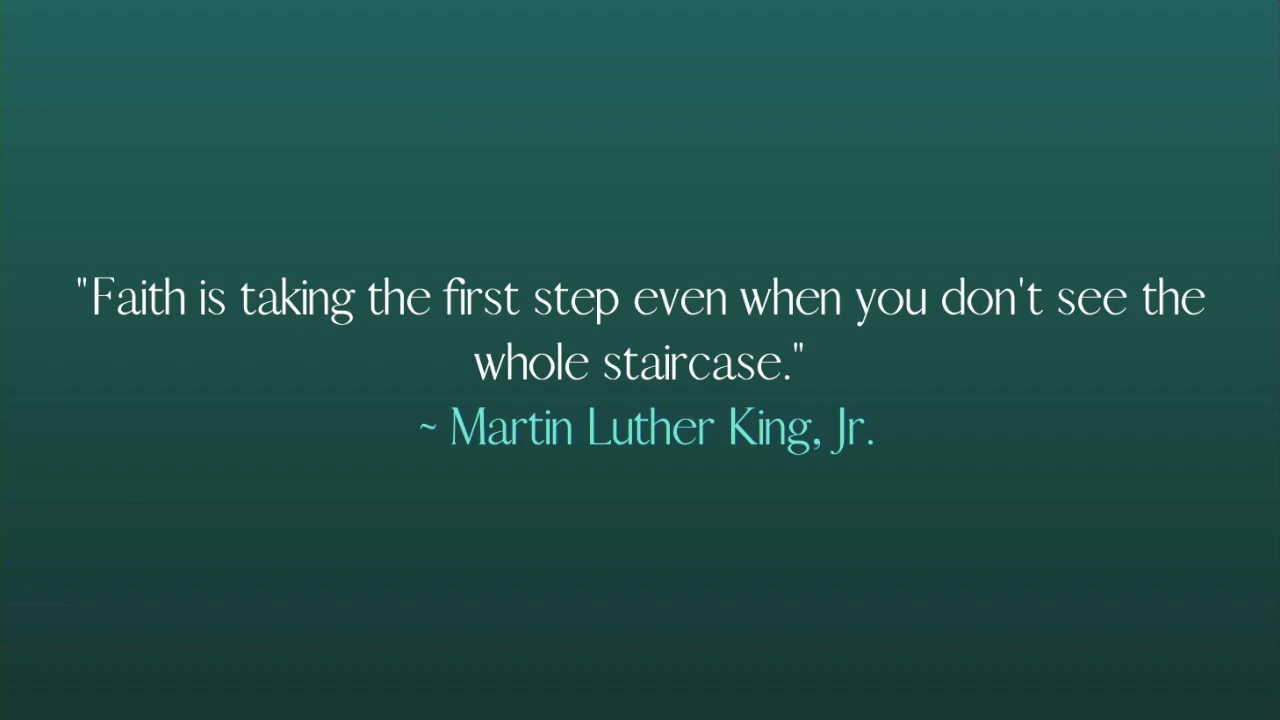 "Faith is taking the first step even when you don't see the
whole staircase."
~ Martin Luther King, Jr.